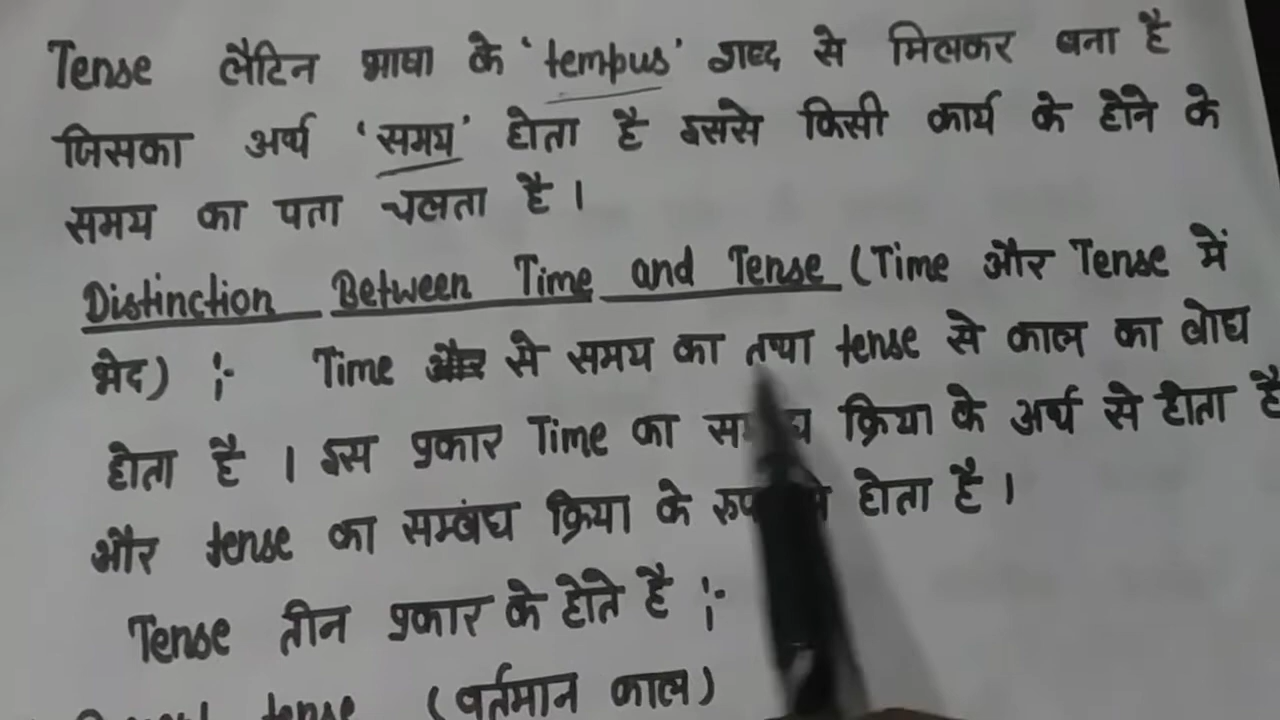 Tense लैटिन भाषा के 'tempus' शब्द से मिलकर बना है
जिसका अर्थ 'समय' होता है इससे किसी कार्य के होने के
समय का पता चलता है।
Distinction Between Time and Tense (Time और Tense में
भेद) :- Time से समय का तथा tense से काल का बोध
होता है। इस प्रकार Time का क्रिया के अर्थ से होता है
और tense का सम्बंध क्रिया के होता है।
Tense तीन प्रकार के होते है :-
tense (वर्तमान काल)